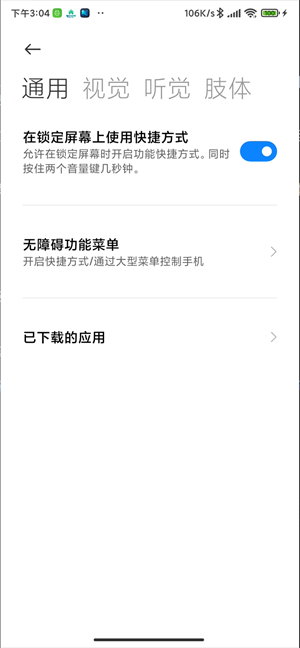 下午3:04
106K/s
100
通用 视觉 听觉 肢体
在锁定屏幕上使用快捷方式
允许在锁定屏幕时开启功能快捷方式。同时
按住两个音量键几秒钟。
无障碍功能菜单
开启快捷方式/通过大型菜单控制手机
已下载的应用